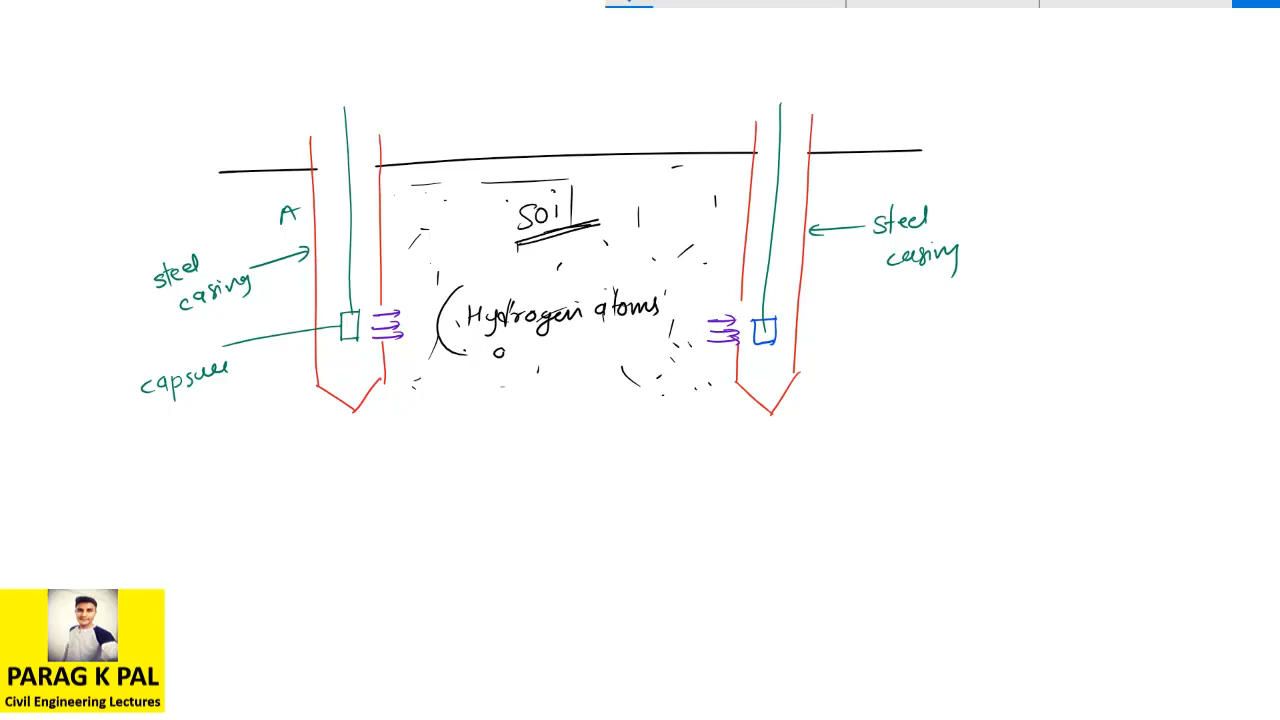 A
soil
steel
casing
steel
casing
(Hydrogen atoms
capsule
PARAG K PAL
Civil Engineering Lectures